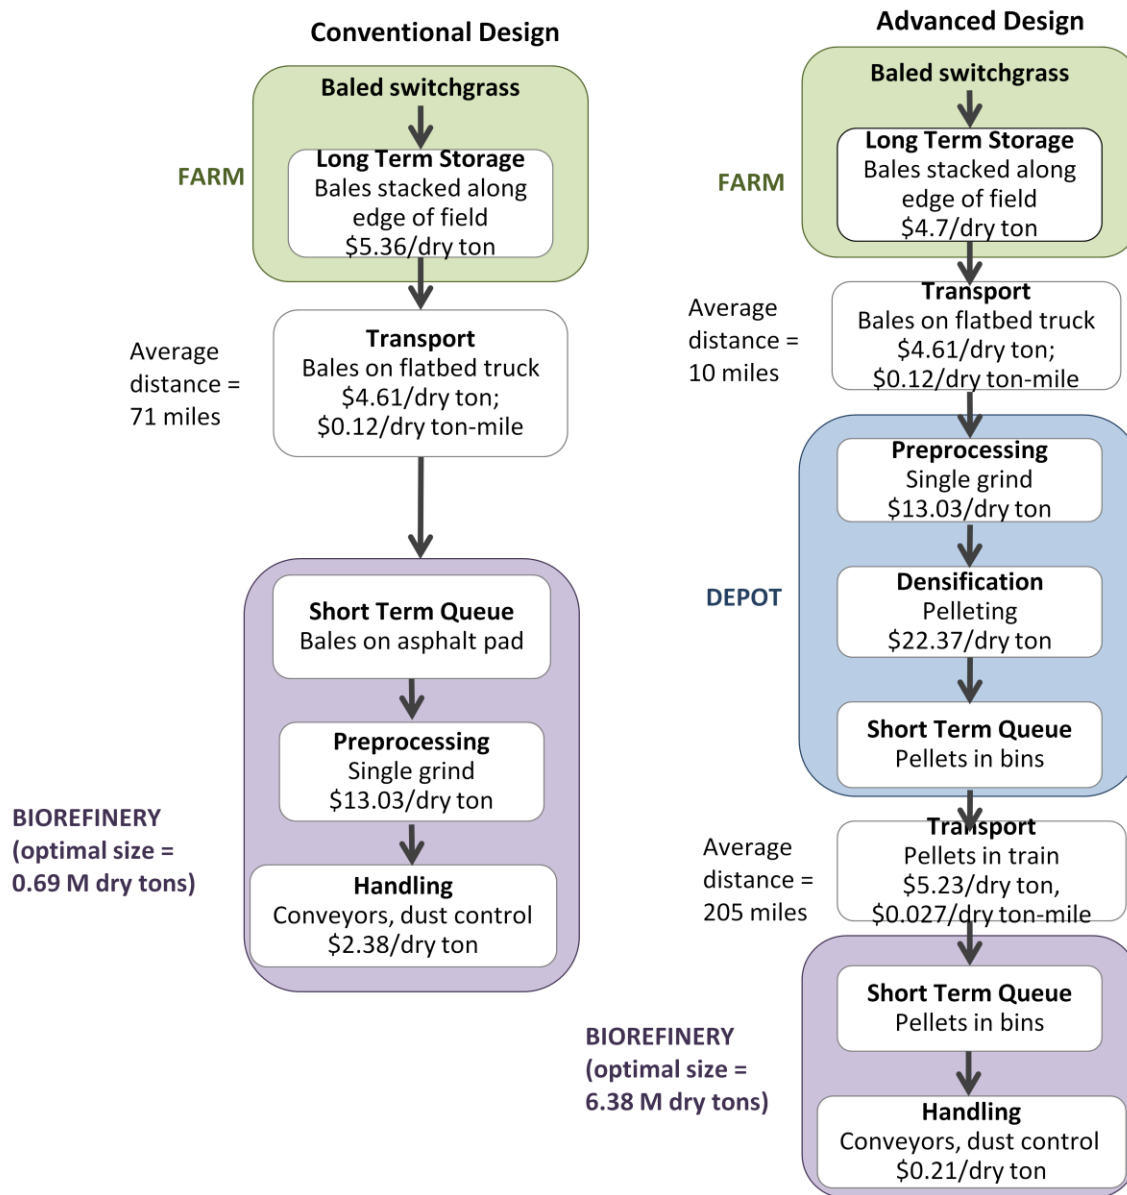 Conventional Design
Baled switchgrass
FARM
Long Term Storage
Bales stacked along
edge of field
$5.36/dry ton
Average
distance =
71 miles
Transport
Bales on flatbed truck
$4.61/dry ton;
$0.12/dry ton-mile
Short Term Queue
Bales on asphalt pad
Preprocessing
Single grind
$13.03/dry ton
BIOREFINERY
(optimal size =
0.69 M dry tons)
Handling
Conveyors, dust control
$2.38/dry ton
Advanced Design
Baled switchgrass
FARM
Long Term Storage
Bales stacked along
edge of field
$4.7/dry ton
Average
distance =
10 miles
Transport
Bales on flatbed truck
$4.61/dry ton;
$0.12/dry ton-mile
Preprocessing
Single grind
$13.03/dry ton
DEPOT
Densification
Pelleting
$22.37/dry ton
Short Term Queue
Pellets in bins
Average
distance =
205 miles
Transport
Pellets in train
$5.23/dry ton,
$0.027/dry ton-mile
Short Term Queue
Pellets in bins
BIOREFINERY
(optimal size =
6.38 M dry tons)
Handling
Conveyors, dust control
$0.21/dry ton